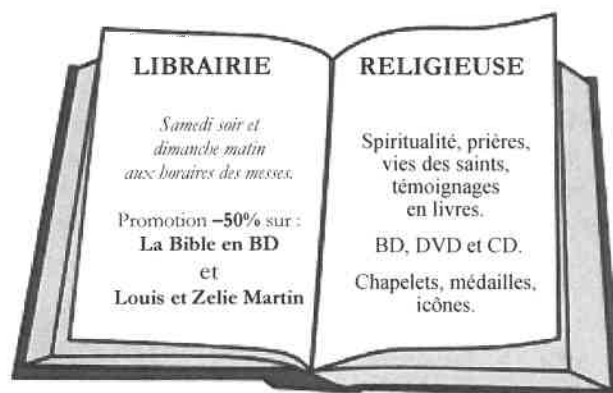 LIBRAIRIE
Samedi soir et
dimanche matin
aux horaires des messes.
Promotion –50% sur :
La Bible en BD
et
Louis et Zelie Martin
RELIGIEUSE
Spiritualité, prières,
vies des saints,
témoignages
en livres.
BD, DVD et CD.
Chapelets, médailles,
icônes.